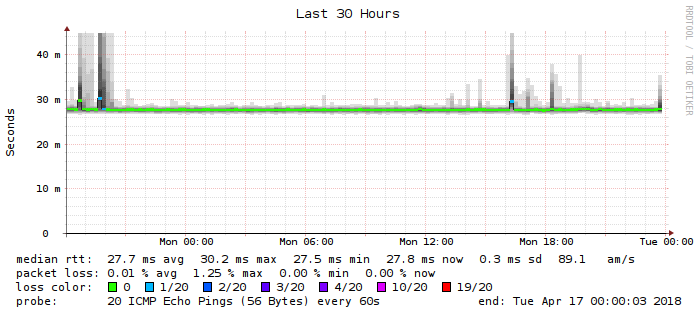 Last 30 Hours
RRDTOOL / TOBI OETIKER
Seconds
40 m
30 m
20 m
10 m
0
Mon 00:00 Mon 06:00 Mon 12:00 Mon 18:00 Tue 00:00
median rtt: 27.7 ms avg 30.2 ms max 27.5 ms min 27.8 ms now 0.3 ms sd 89.1 am/s
packet loss: 0.01 % avg 1.25 % max 0.00 % min 0.00 % now
loss color: 0 1/20 2/20 3/20 4/20 10/20 19/20
probe: 20 ICMP Echo Pings (56 Bytes) every 60s end: Tue Apr 17 00:00:03 2018